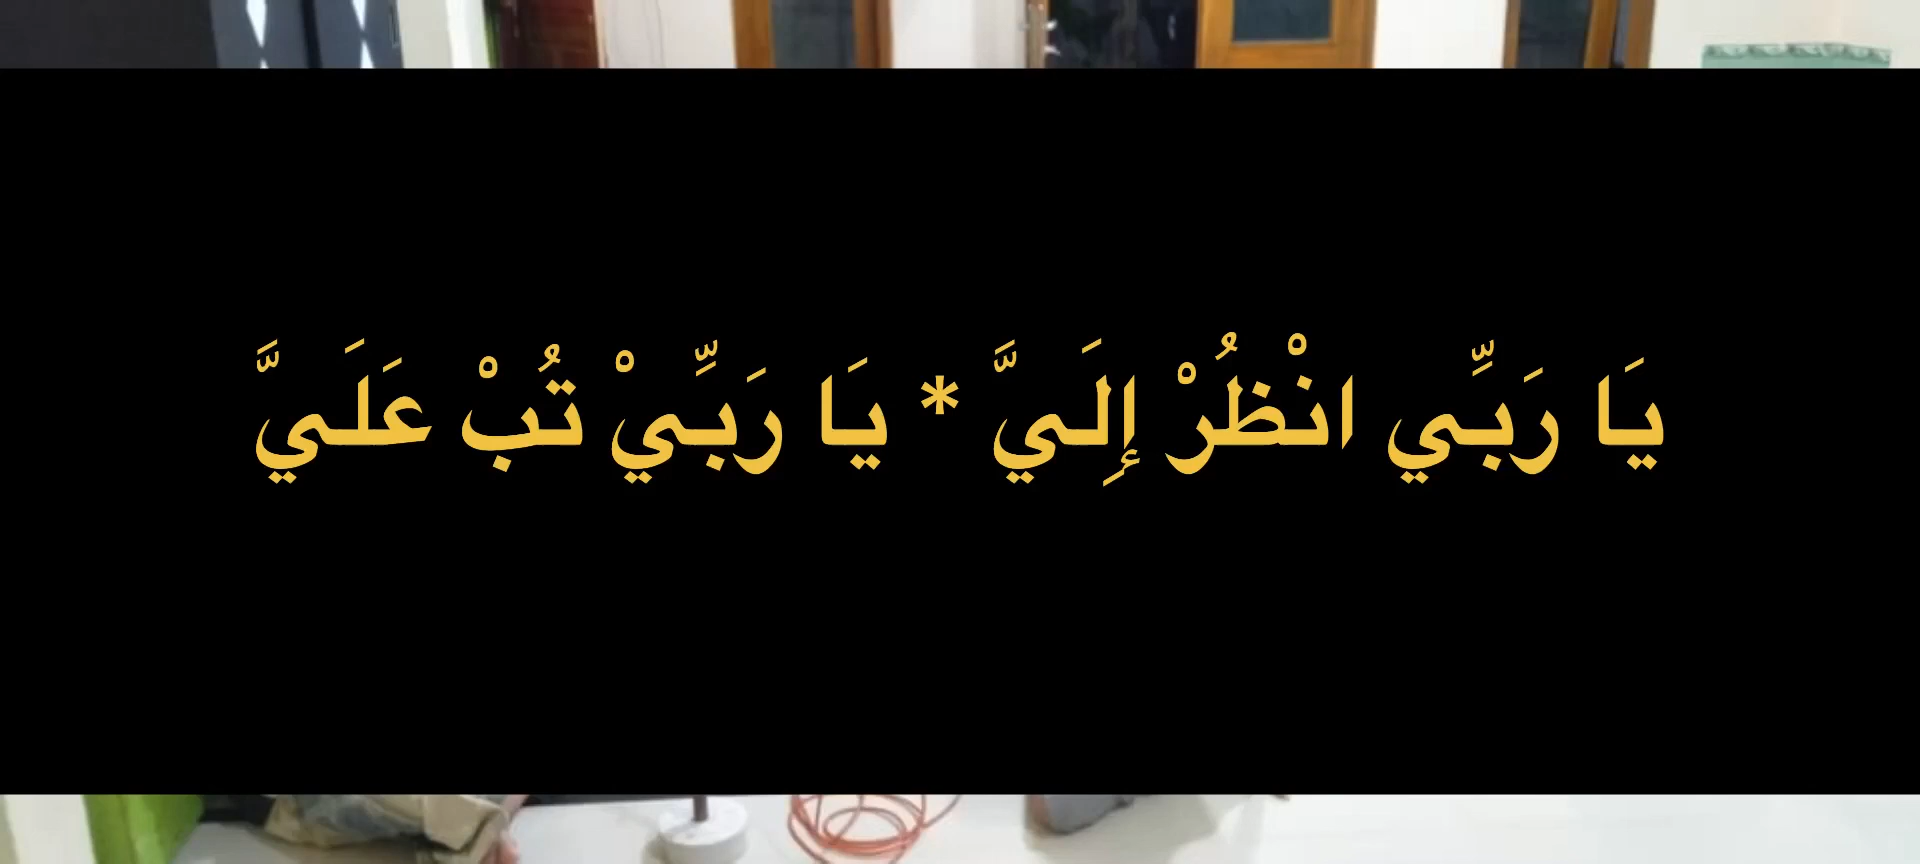 يَا رَبِّي انْظُرْ إِلَيَّ * يَا رَبِّيْ تُبْ عَلَيَّ